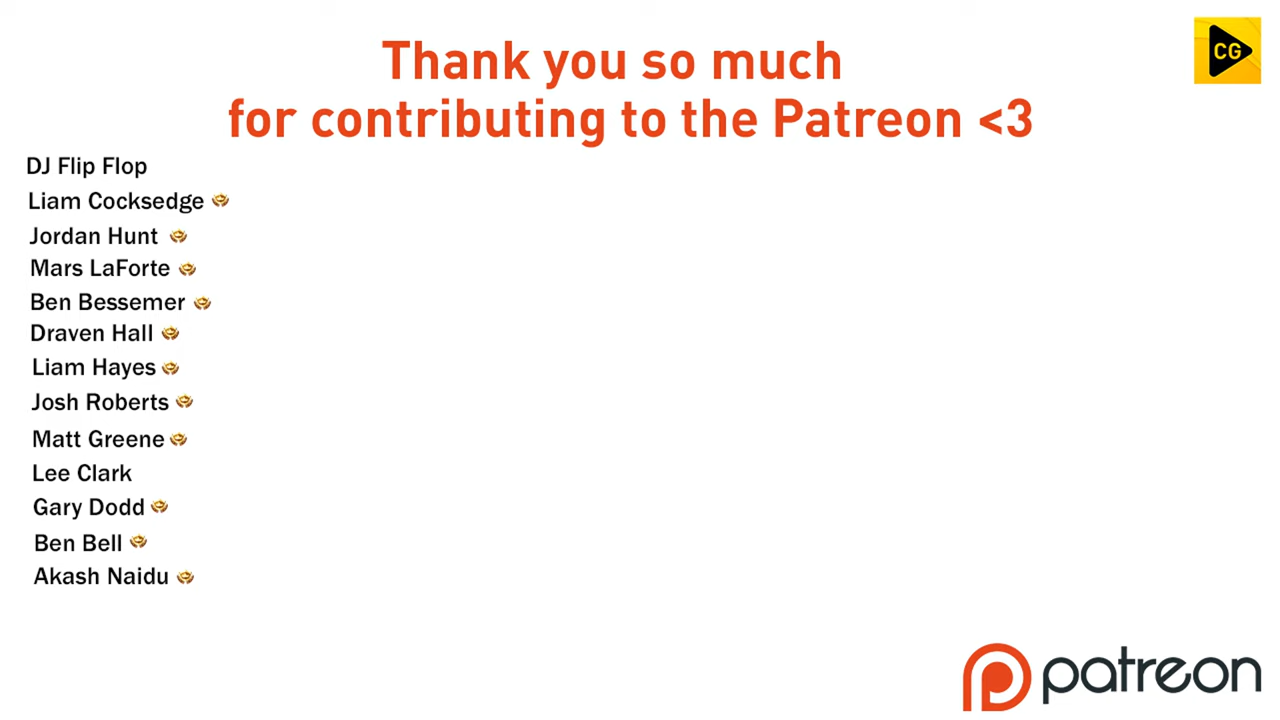 Thank you so much
for contributing to the Patreon <3
CG
DJ Flip Flop
Liam Cocksedge
Jordan Hunt
Mars LaForte
Ben Bessemer
Draven Hall
Liam Hayes
Josh Roberts
Matt Greene
Lee Clark
Gary Dodd
Ben Bell
Akash Naidu
patreon